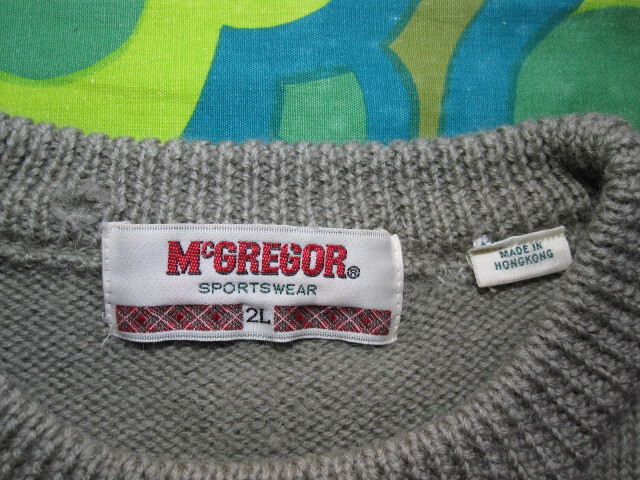 McGREGOR®
SPORTSWEAR
2L
MADE IN
HONGKONG